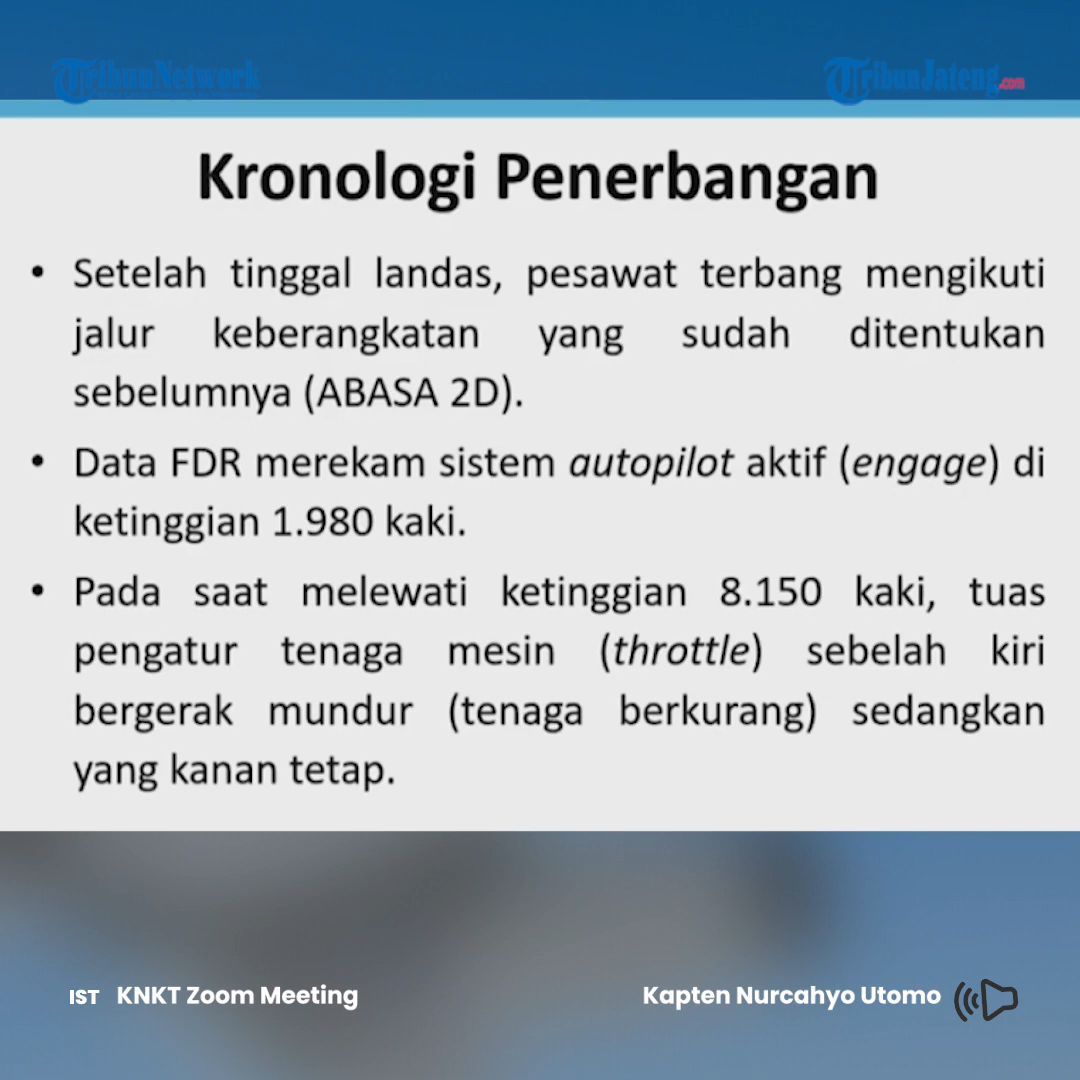 TribunNetwork
TribunJateng.com
Kronologi Penerbangan
• Setelah tinggal landas, pesawat terbang mengikuti
jalur keberangkatan yang sudah ditentukan
sebelumnya (ABASA 2D).
• Data FDR merekam sistem autopilot aktif (engage) di
ketinggian 1.980 kaki.
• Pada saat melewati ketinggian 8.150 kaki, tuas
pengatur tenaga mesin (throttle) sebelah kiri
bergerak mundur (tenaga berkurang) sedangkan
yang kanan tetap.
IST KNKT Zoom Meeting
Kapten Nurcahyo Utomo